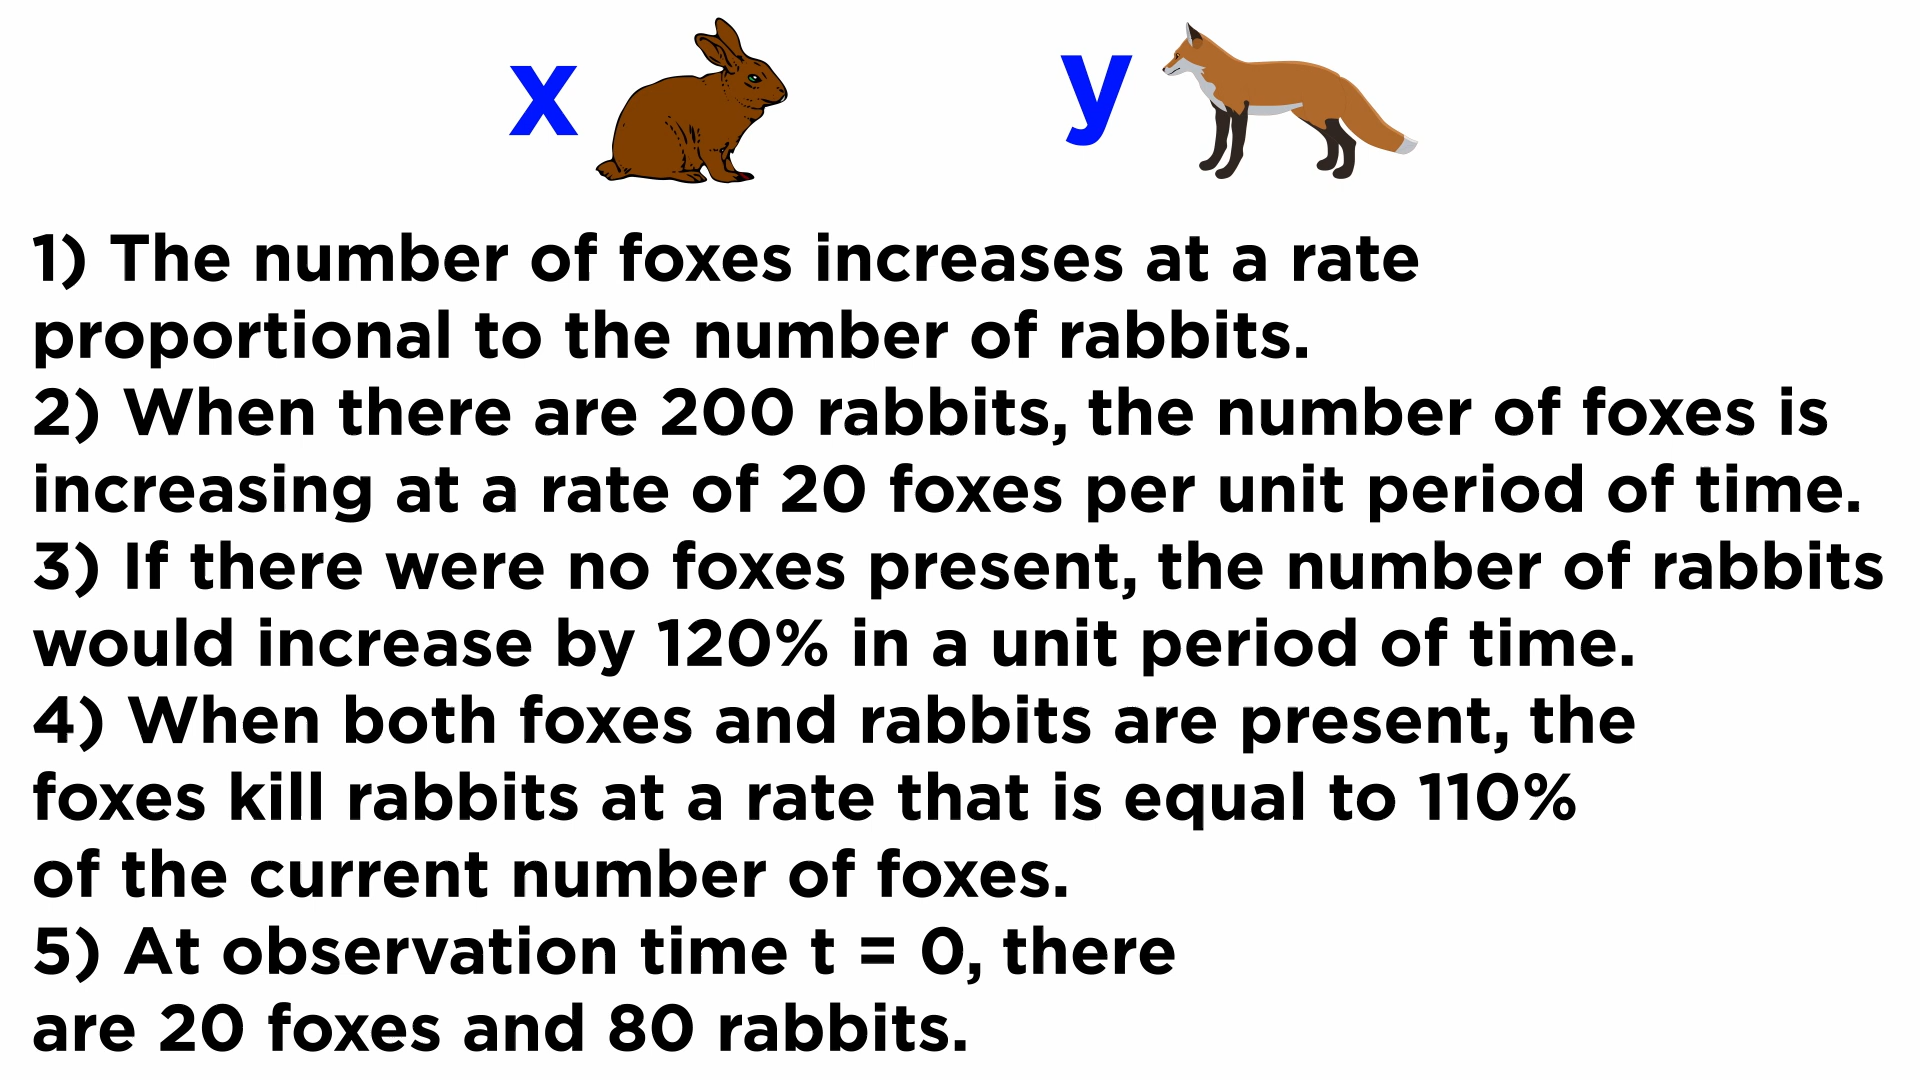 x y
1) The number of foxes increases at a rate
proportional to the number of rabbits.
2) When there are 200 rabbits, the number of foxes is
increasing at a rate of 20 foxes per unit period of time.
3) If there were no foxes present, the number of rabbits
would increase by 120% in a unit period of time.
4) When both foxes and rabbits are present, the
foxes kill rabbits at a rate that is equal to 110%
of the current number of foxes.
5) At observation time t = 0, there
are 20 foxes and 80 rabbits.